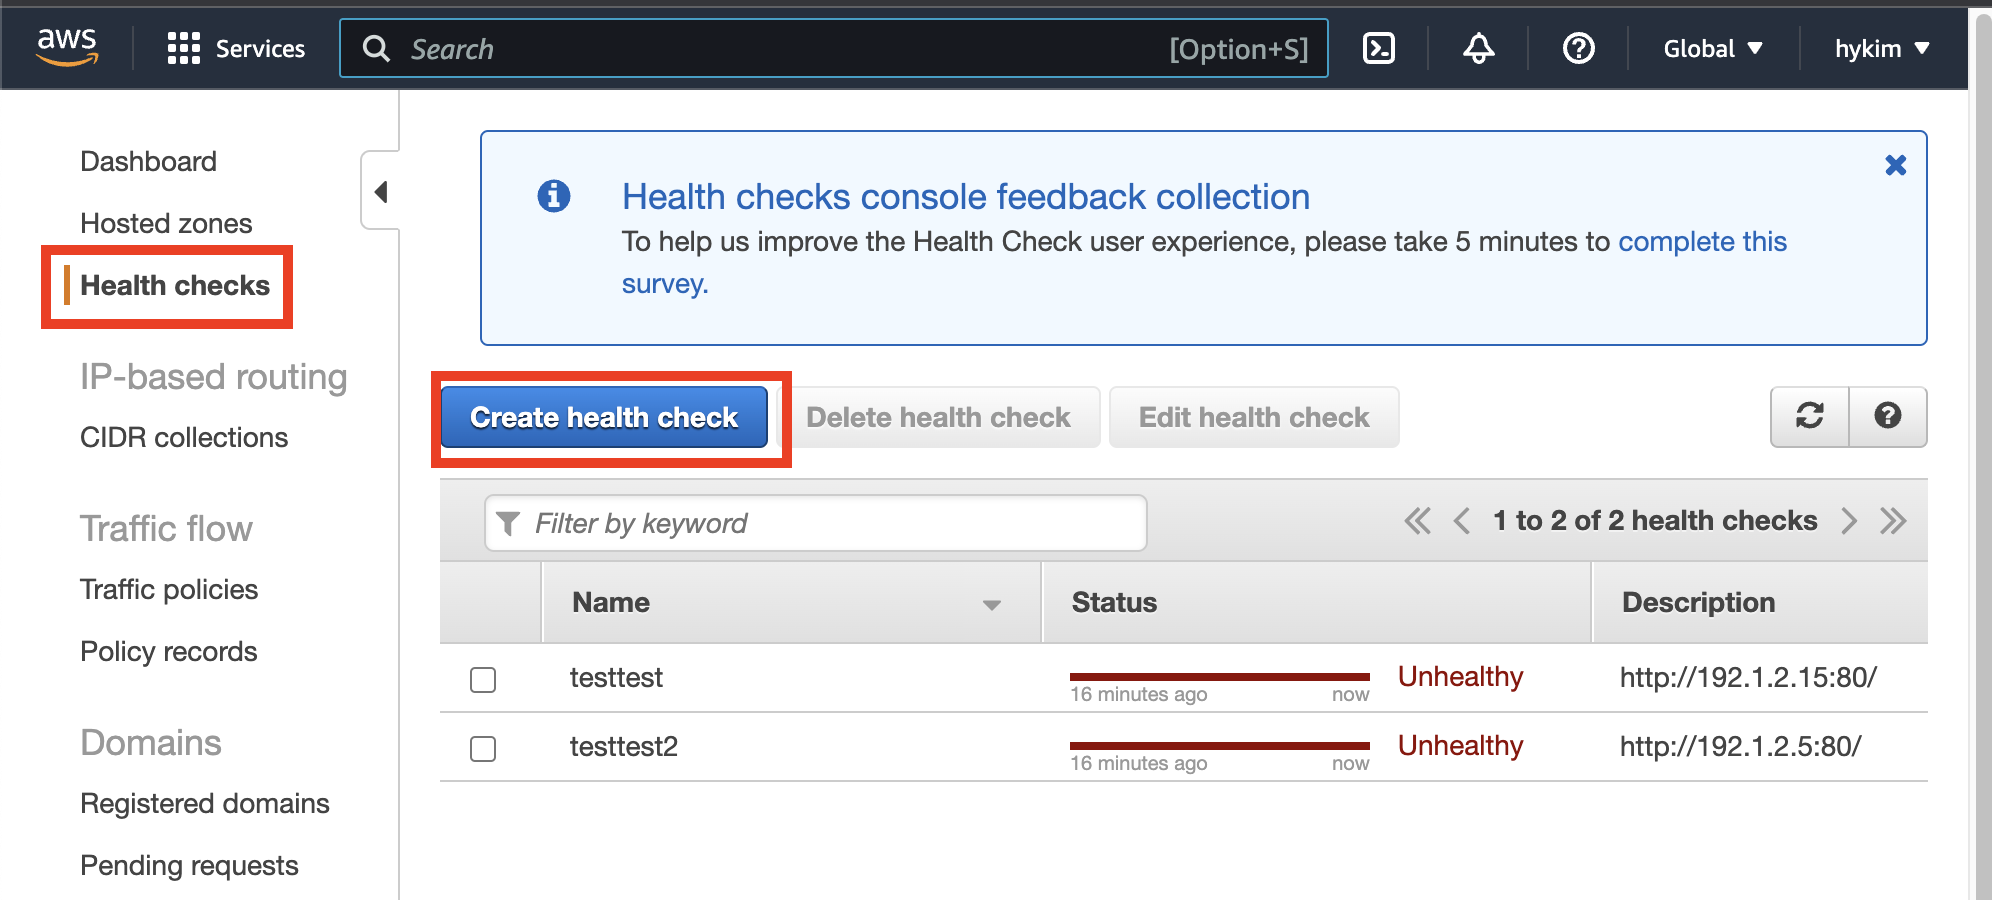 aws
Services
Search
[Option+S]
Global
hykim
Dashboard
Hosted zones
Health checks
IP-based routing
CIDR collections
Traffic flow
Traffic policies
Policy records
Domains
Registered domains
Pending requests
Health checks console feedback collection
To help us improve the Health Check user experience, please take 5 minutes to complete this
survey.
Create health check
Delete health check
Edit health check
Filter by keyword
1 to 2 of 2 health checks
Name
Status
Description
testtest
16 minutes ago
now
Unhealthy
http://192.1.2.15:80/
testtest2
16 minutes ago
now
Unhealthy
http://192.1.2.5:80/